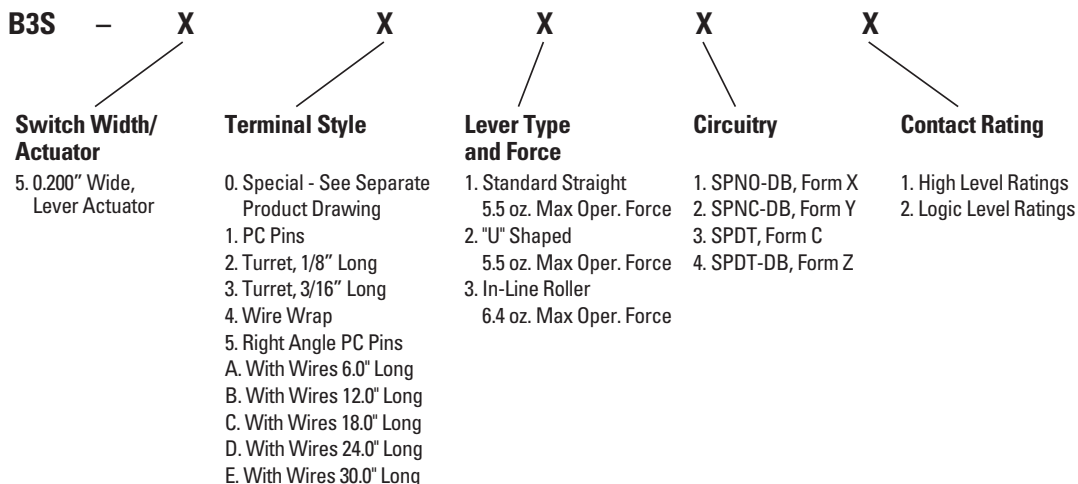 B3S – X X X X X
Switch Width/
Actuator
5. 0.200” Wide,
Lever Actuator
Terminal Style
0. Special - See Separate
Product Drawing
1. PC Pins
2. Turret, 1/8” Long
3. Turret, 3/16” Long
4. Wire Wrap
5. Right Angle PC Pins
A. With Wires 6.0" Long
B. With Wires 12.0" Long
C. With Wires 18.0" Long
D. With Wires 24.0" Long
E. With Wires 30.0" Long
Lever Type
and Force
1. Standard Straight
5.5 oz. Max Oper. Force
2. "U" Shaped
5.5 oz. Max Oper. Force
3. In-Line Roller
6.4 oz. Max Oper. Force
Circuitry
1. SPNO-DB, Form X
2. SPNC-DB, Form Y
3. SPDT, Form C
4. SPDT-DB, Form Z
Contact Rating
1. High Level Ratings
2. Logic Level Ratings